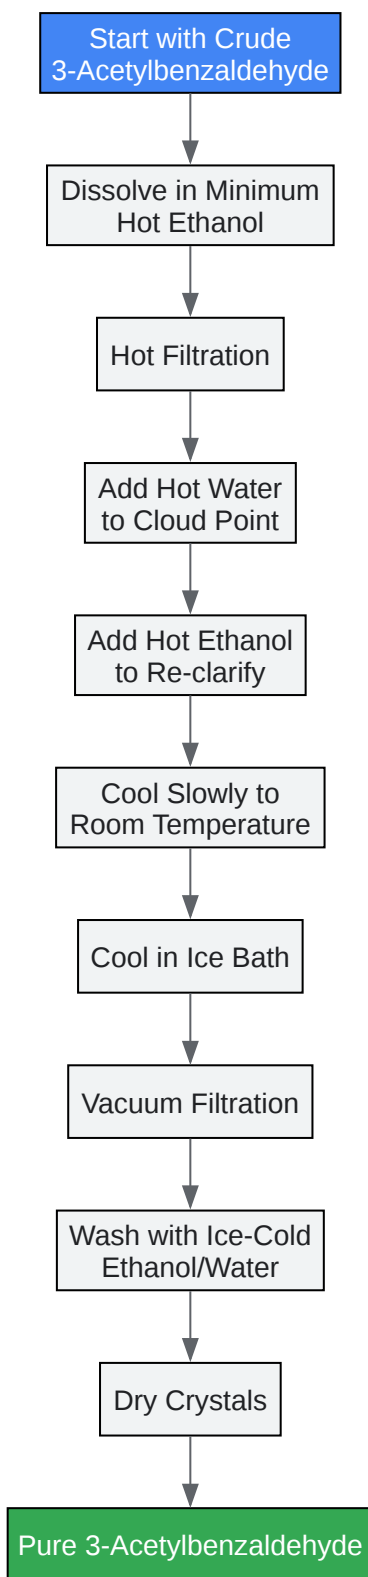 Start with Crude
3-Acetylbenzaldehyde
Dissolve in Minimum
Hot Ethanol
Hot Filtration
Add Hot Water
to Cloud Point
Add Hot Ethanol
to Re-clarify
Cool Slowly to
Room Temperature
Cool in Ice Bath
Vacuum Filtration
Wash with Ice-Cold
Ethanol/Water
Dry Crystals
Pure 3-Acetylbenzaldehyde